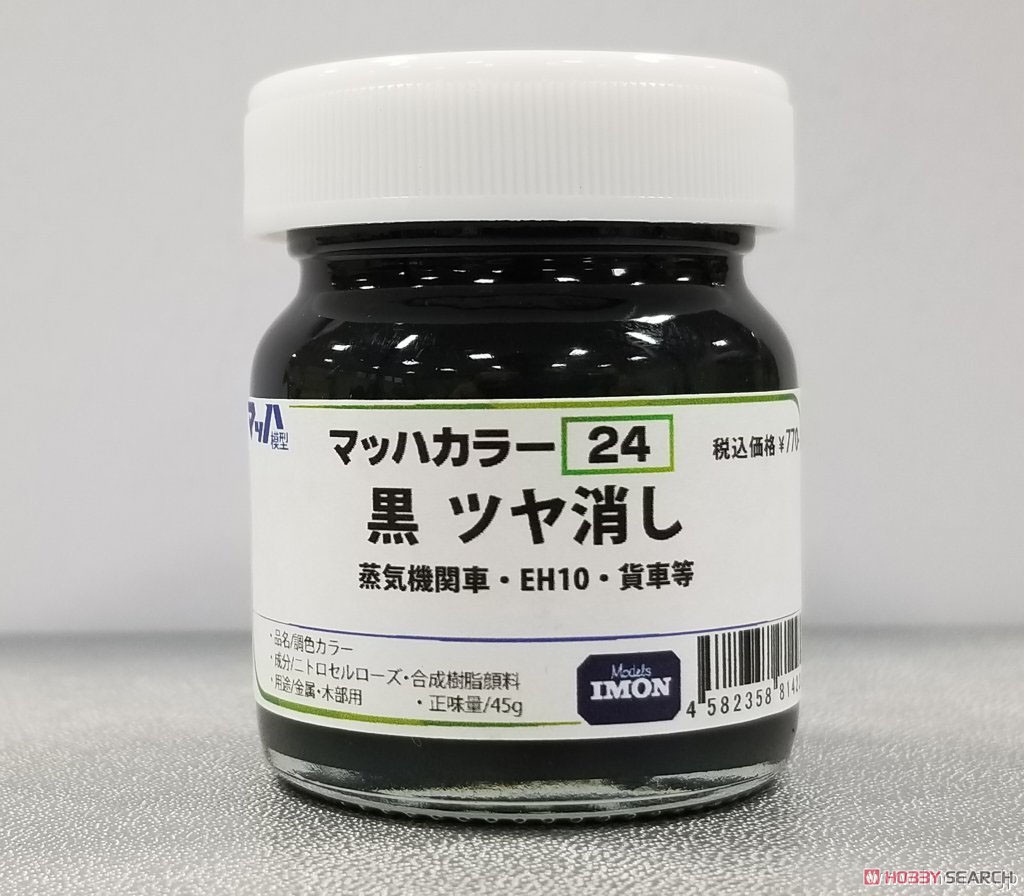 マッハ模型
マッハカラー 24
税込価格¥770
黒 ツヤ消し
蒸気機関車・EH10・貨車等
・品名/調色カラー
・成分/ニトロセルローズ・合成樹脂顔料
・用途/金属・木部用
・正味量/45g
Models
IMON
4 582358
HOBBY SEARCH